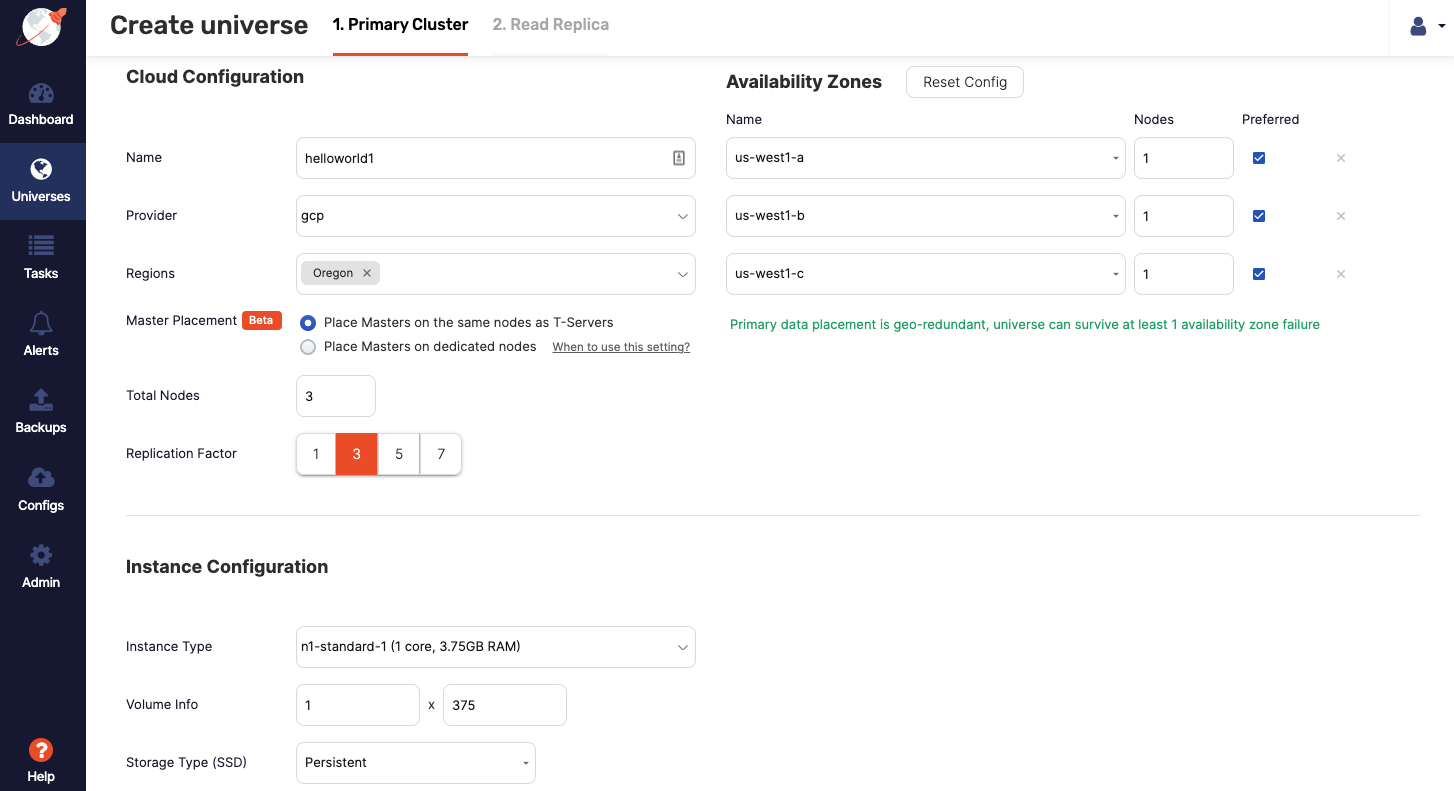 Create universe
1. Primary Cluster
2. Read Replica
Dashboard
Universes
Tasks
Alerts
Backups
Configs
Admin
?
Help
Cloud Configuration
Name
helloworld1
Provider
gcp
Regions
Oregon ×
Master Placement Beta
Place Masters on the same nodes as T-Servers
Place Masters on dedicated nodes When to use this setting?
Total Nodes
3
Replication Factor
1 3 5 7
Availability Zones
Reset Config
Name Nodes Preferred
us-west1-a 1 ×
us-west1-b 1 ×
us-west1-c 1 ×
Primary data placement is geo-redundant, universe can survive at least 1 availability zone failure
Instance Configuration
Instance Type
n1-standard-1 (1 core, 3.75GB RAM)
Volume Info
1 x 375
Storage Type (SSD)
Persistent